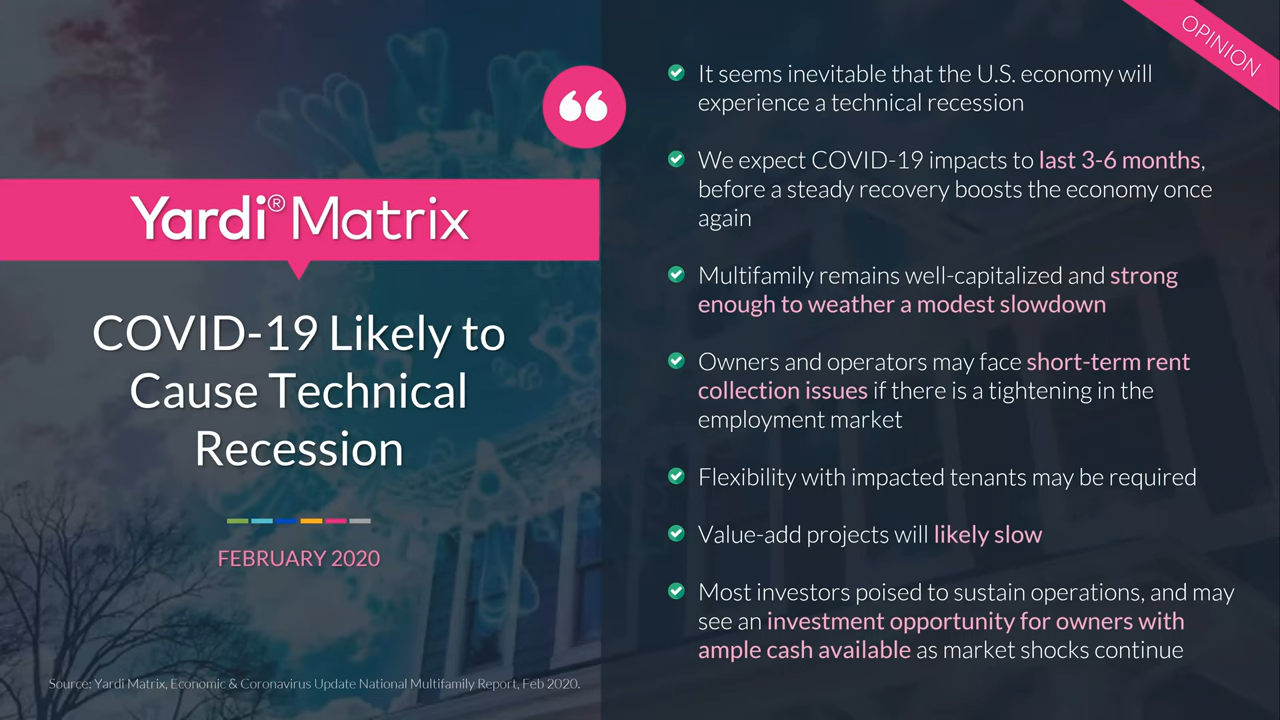 Yardi® Matrix
COVID-19 Likely to
Cause Technical
Recession
FEBRUARY 2020
Source: Yardi Matrix, Economic & Coronavirus Update National Multifamily Report, Feb 2020.
OPINION
It seems inevitable that the U.S. economy will
experience a technical recession
We expect COVID-19 impacts to last 3-6 months,
before a steady recovery boosts the economy once
again
Multifamily remains well-capitalized and strong
enough to weather a modest slowdown
Owners and operators may face short-term rent
collection issues if there is a tightening in the
employment market
Flexibility with impacted tenants may be required
Value-add projects will likely slow
Most investors poised to sustain operations, and may
see an investment opportunity for owners with
ample cash available as market shocks continue